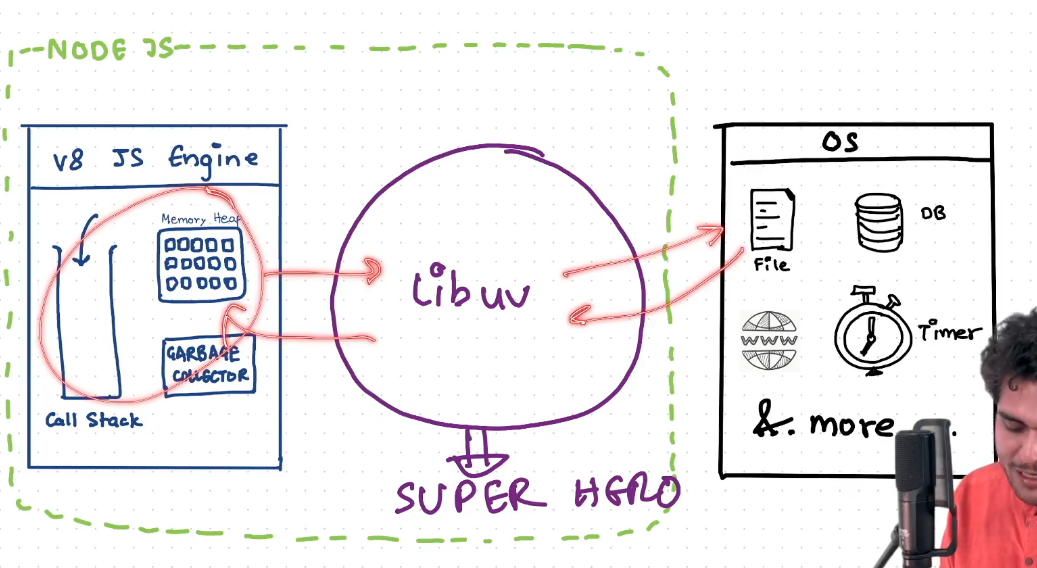 NODE JS
V8 JS Engine
Memory Heap
GARBAGE
COLLECTOR
Call Stack
Libuv
SUPER HERO
OS
File
DB
WWW
Timer
&. more